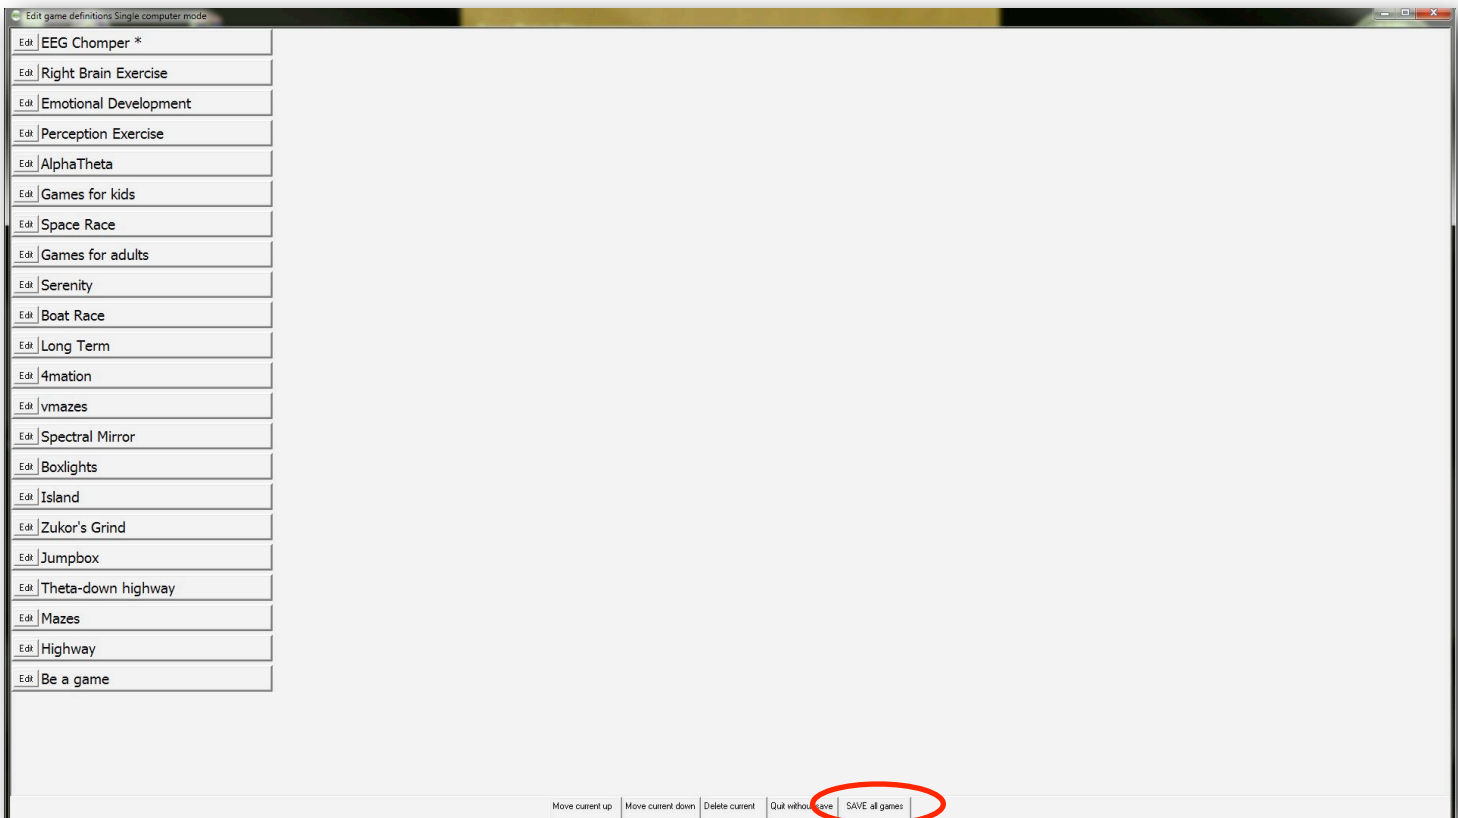 Edit game definitions Single computer mode
Edit EEG Chomper *
Edit Right Brain Exercise
Edit Emotional Development
Edit Perception Exercise
Edit AlphaTheta
Edit Games for kids
Edit Space Race
Edit Games for adults
Edit Serenity
Edit Boat Race
Edit Long Term
Edit 4mation
Edit vmazes
Edit Spectral Mirror
Edit Boxlights
Edit Island
Edit Zukor's Grind
Edit Jumpbox
Edit Theta-down highway
Edit Mazes
Edit Highway
Edit Be a game
Move current up Move current down Delete current Quit without save SAVE all games